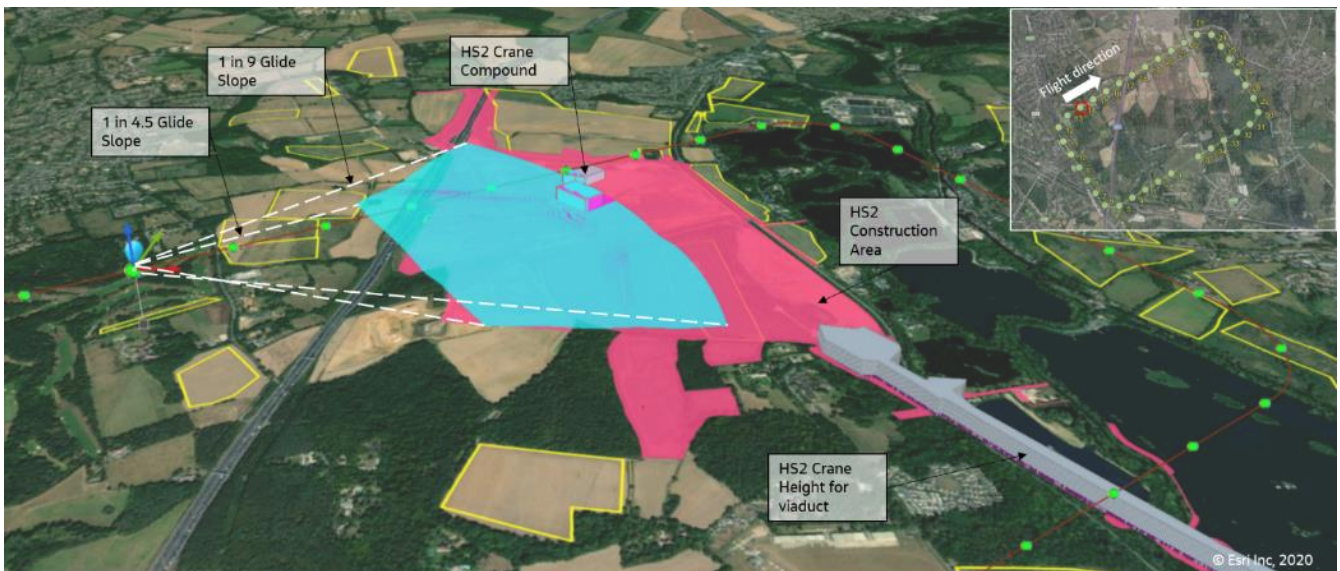 1 in 9 Glide
Slope
HS2 Crane
Compound
1 in 4.5 Glide
Slope
Flight direction
HS2
Construction
Area
HS2 Crane
Height for
viaduct
© Esri Inc, 2020